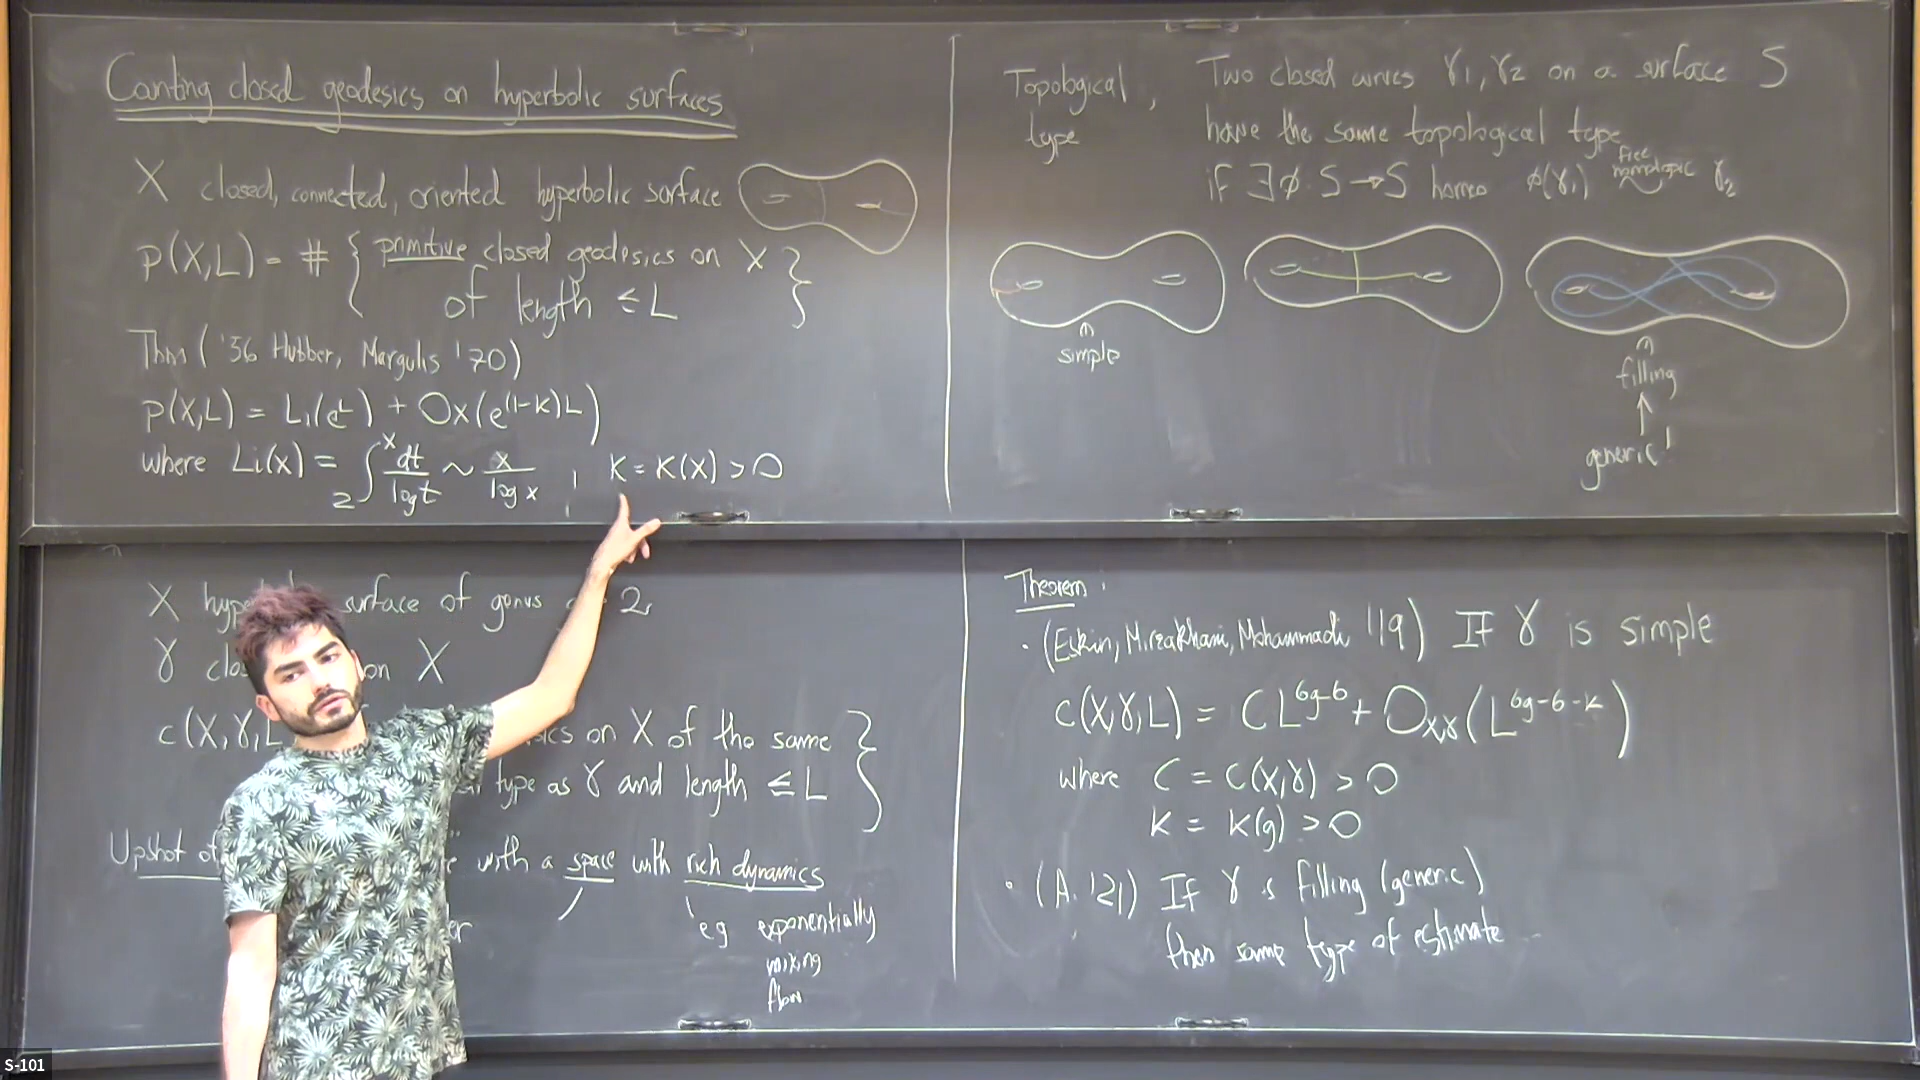 Counting closed geodesics on hyperbolic surfaces
X closed, connected, oriented hyperbolic surface
p(X,L) = # { primitive closed geodesics on X
of length ≤ L }
Thm ('56 Hubber, Margulis '70)
p(X,L) = Li(e^L) + O_X(e^{(1-κ)L})
where Li(x) = ∫_2^x dt/log t ~ x/log x , κ = κ(X) > 0
Topological type,
Two closed curves γ1, γ2 on a surface S
have the same topological type
if ∃ φ: S → S homeo φ(γ1) free homotopic γ2
simple
filling
↑
generic!
X surface of genus 2,
γ on X
c(X,γ,L on X of the same
type as γ and length ≤ L }
Upshot of with a space with rich dynamics
eg exponentially
mixing
flow
Theorem:
· (Eskin, Mirzakhani, Mohammadi '19) If γ is simple
c(X,γ,L) = C L^{6g-6} + O_{X,γ}(L^{6g-6-κ})
where C = C(X,γ) > 0
κ = κ(g) > 0
· (A. '21) If γ is filling (generic)
then same type of estimate
S-101